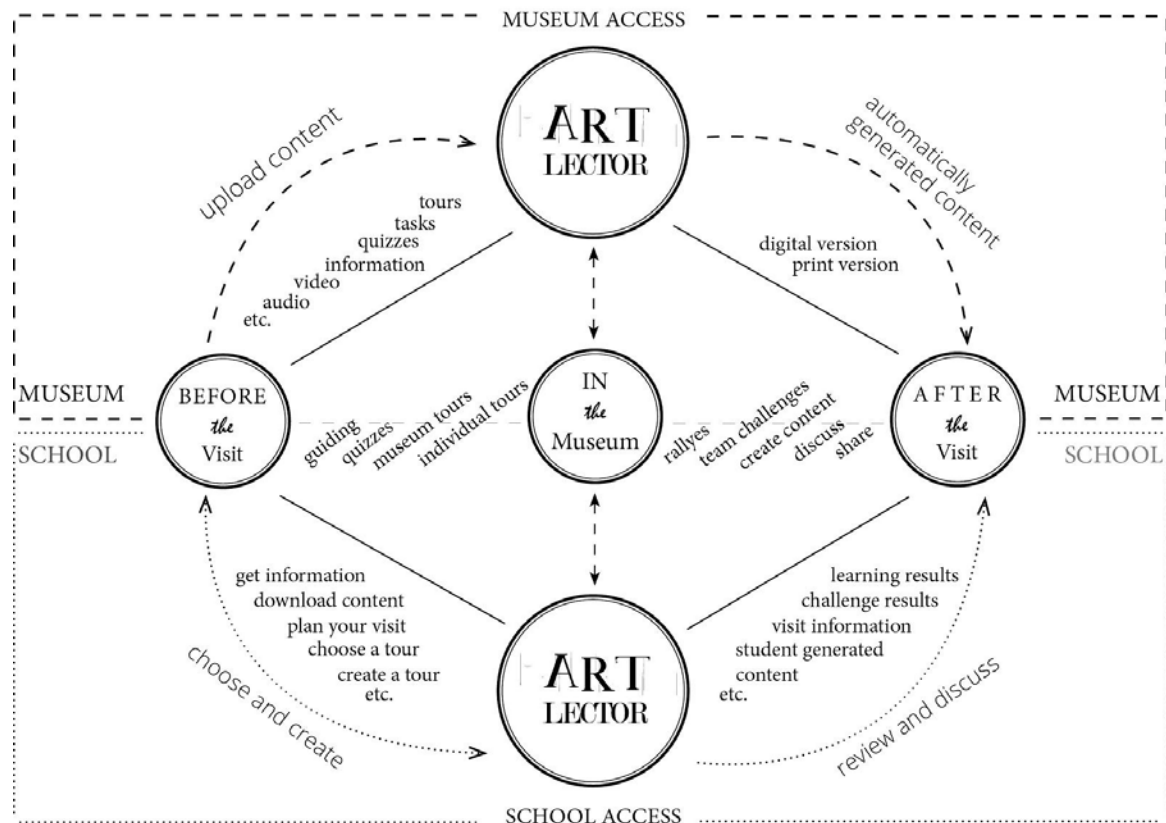 MUSEUM ACCESS
ART
LECTOR
upload content
automatically
generated content
tours
tasks
quizzes
information
video
audio
etc.
digital version
print version
MUSEUM
SCHOOL
BEFORE
the
Visit
guiding
quizzes
museum tours
individual tours
IN
the
Museum
rallyes
team challenges
create content
discuss
share
AFTER
the
Visit
MUSEUM
SCHOOL
get information
download content
plan your visit
choose a tour
create a tour
etc.
choose and create
ART
LECTOR
learning results
challenge results
visit information
student generated
content
etc.
review and discuss
SCHOOL ACCESS